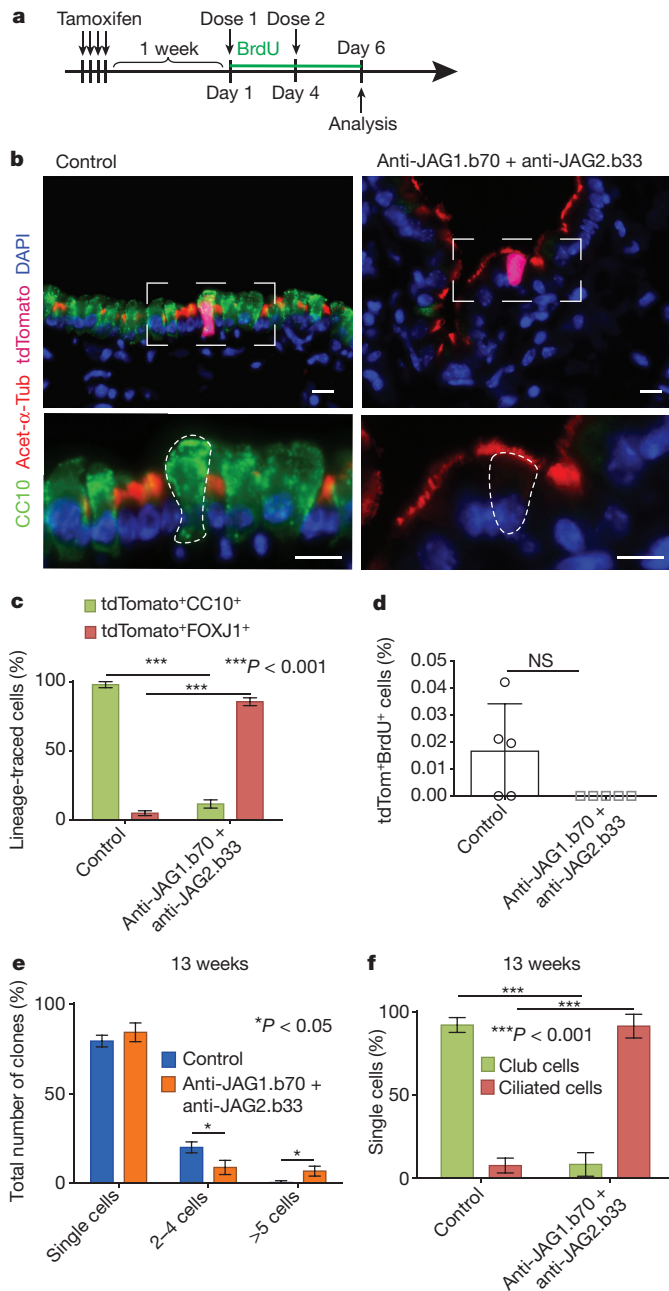 a
Tamoxifen
Dose 1
Dose 2
1 week
BrdU
Day 6
Day 1
Day 4
Analysis
b
Control
Anti-JAG1.b70 + anti-JAG2.b33
CC10 Acet-α-Tub tdTomato DAPI
c
tdTomato⁺CC10⁺
tdTomato⁺FOXJ1⁺
***
***P < 0.001
***
Lineage-traced cells (%)
100
50
0
Control
Anti-JAG1.b70 +
anti-JAG2.b33
d
NS
tdTom⁺BrdU⁺ cells (%)
0.05
0.04
0.03
0.02
0.01
0.00
Control
Anti-JAG1.b70 +
anti-JAG2.b33
e
13 weeks
*P < 0.05
Control
Anti-JAG1.b70 +
anti-JAG2.b33
*
*
Total number of clones (%)
100
50
0
Single cells
2–4 cells
>5 cells
f
13 weeks
***
***
***P < 0.001
Club cells
Ciliated cells
Single cells (%)
100
50
0
Control
Anti-JAG1.b70 +
anti-JAG2.b33